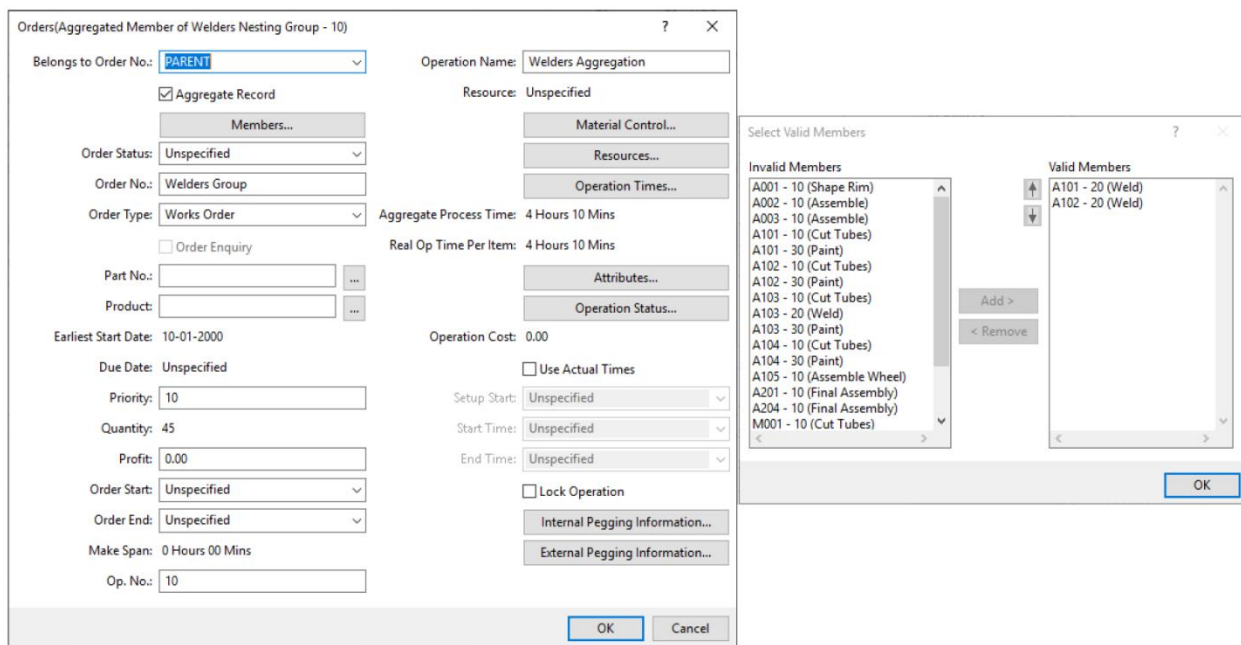 Orders(Aggregated Member of Welders Nesting Group - 10)
?
Belongs to Order No.: PARENT
Aggregate Record
Members...
Order Status: Unspecified
Order No.: Welders Group
Order Type: Works Order
Order Enquiry
Part No.:
...
Product:
...
Earliest Start Date: 10-01-2000
Due Date: Unspecified
Priority: 10
Quantity: 45
Profit: 0.00
Order Start: Unspecified
Order End: Unspecified
Make Span: 0 Hours 00 Mins
Op. No.: 10
Operation Name: Welders Aggregation
Resource: Unspecified
Material Control...
Resources...
Operation Times...
Aggregate Process Time: 4 Hours 10 Mins
Real Op Time Per Item: 4 Hours 10 Mins
Attributes...
Operation Status...
Operation Cost: 0.00
Use Actual Times
Setup Start: Unspecified
Start Time: Unspecified
End Time: Unspecified
Lock Operation
Internal Pegging Information...
External Pegging Information...
OK
Cancel
Select Valid Members
?
Invalid Members
A001 - 10 (Shape Rim)
A002 - 10 (Assemble)
A003 - 10 (Assemble)
A101 - 10 (Cut Tubes)
A101 - 30 (Paint)
A102 - 10 (Cut Tubes)
A102 - 30 (Paint)
A103 - 10 (Cut Tubes)
A103 - 20 (Weld)
A103 - 30 (Paint)
A104 - 10 (Cut Tubes)
A104 - 30 (Paint)
A105 - 10 (Assemble Wheel)
A201 - 10 (Final Assembly)
A204 - 10 (Final Assembly)
M001 - 10 (Cut Tubes)
Add >
< Remove
Valid Members
A101 - 20 (Weld)
A102 - 20 (Weld)
OK